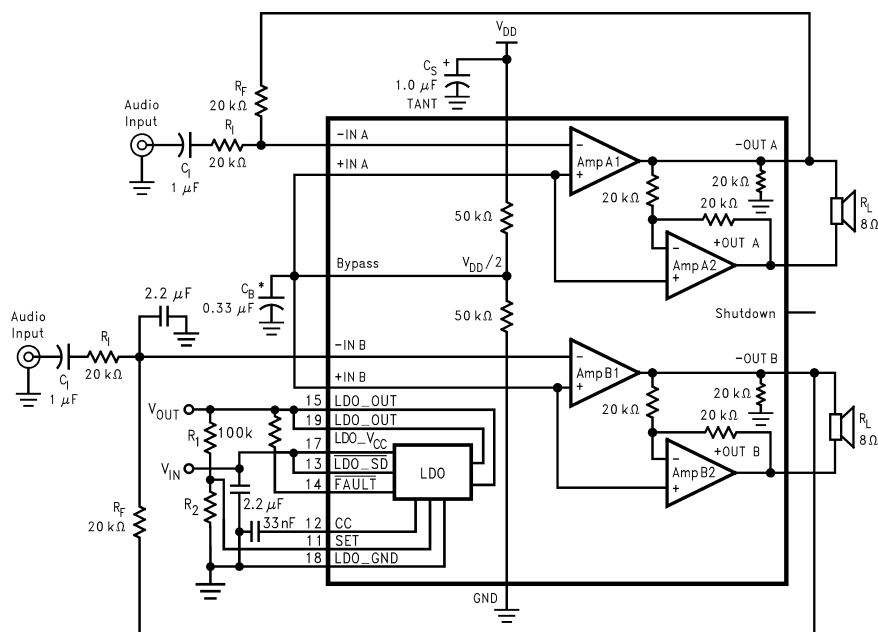 V_DD
C_S +
1.0 µF
TANT
R_F
20 kΩ
Audio
Input
R_I
20 kΩ
C_I
1 µF
-IN A
+IN A
-
+
Amp A1
-OUT A
20 kΩ
20 kΩ
20 kΩ
50 kΩ
+OUT A
-
+
Amp A2
R_L
8Ω
Bypass
V_DD/2
C_B *
0.33 µF
50 kΩ
Shutdown
2.2 µF
Audio
Input
R_I
20 kΩ
C_I
1 µF
-IN B
+IN B
-
+
Amp B1
-OUT B
20 kΩ
20 kΩ
20 kΩ
+OUT B
-
+
Amp B2
R_L
8Ω
V_OUT
15 LDO_OUT
19 LDO_OUT
R_1
100k
17 LDO_V_CC
V_IN
13 LDO_SD
14 FAULT
LDO
R_2
2.2 µF
33nF
12 CC
11 SET
18 LDO_GND
R_F
20 kΩ
GND